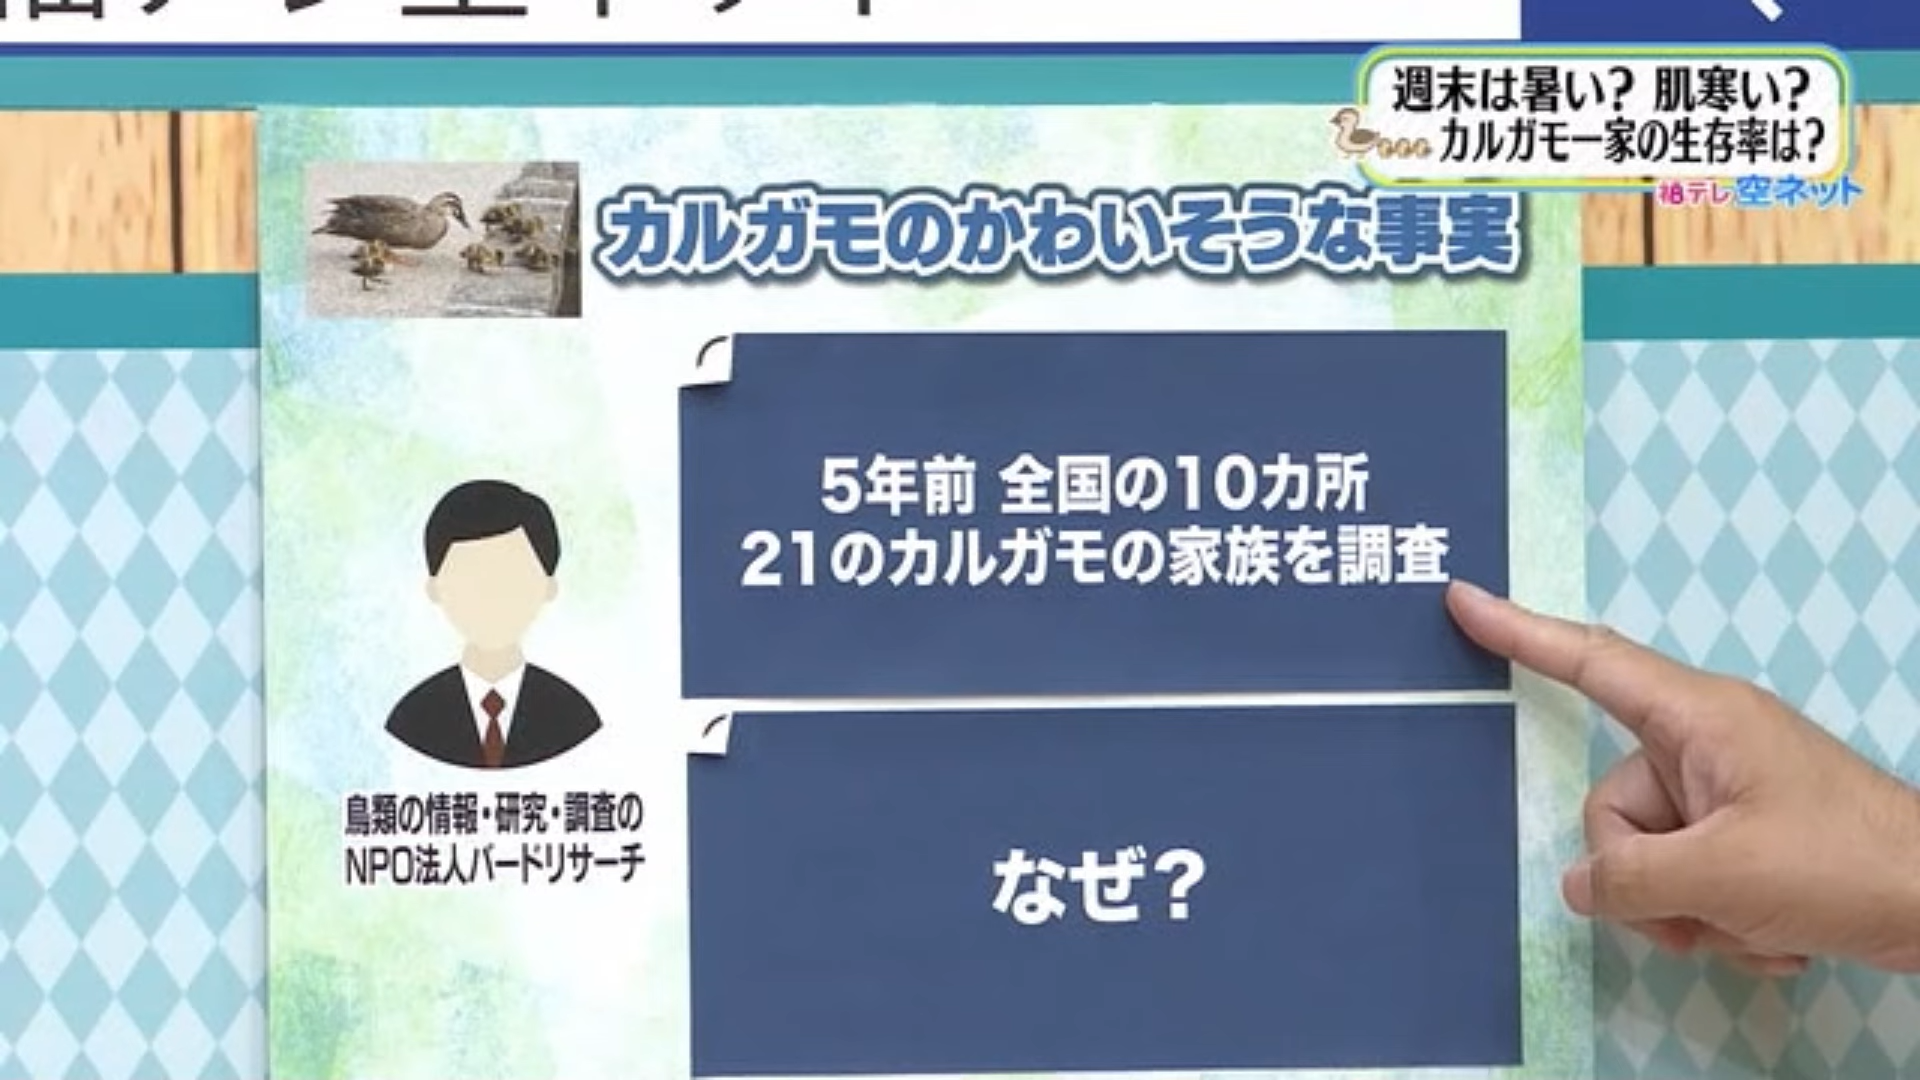 週末は暑い? 肌寒い?
カルガモ一家の生存率は?
福テレ空ネット
カルガモのかわいそうな事実
5年前 全国の10カ所
21のカルガモの家族を調査
鳥類の情報・研究・調査の
NPO法人バードリサーチ
なぜ?